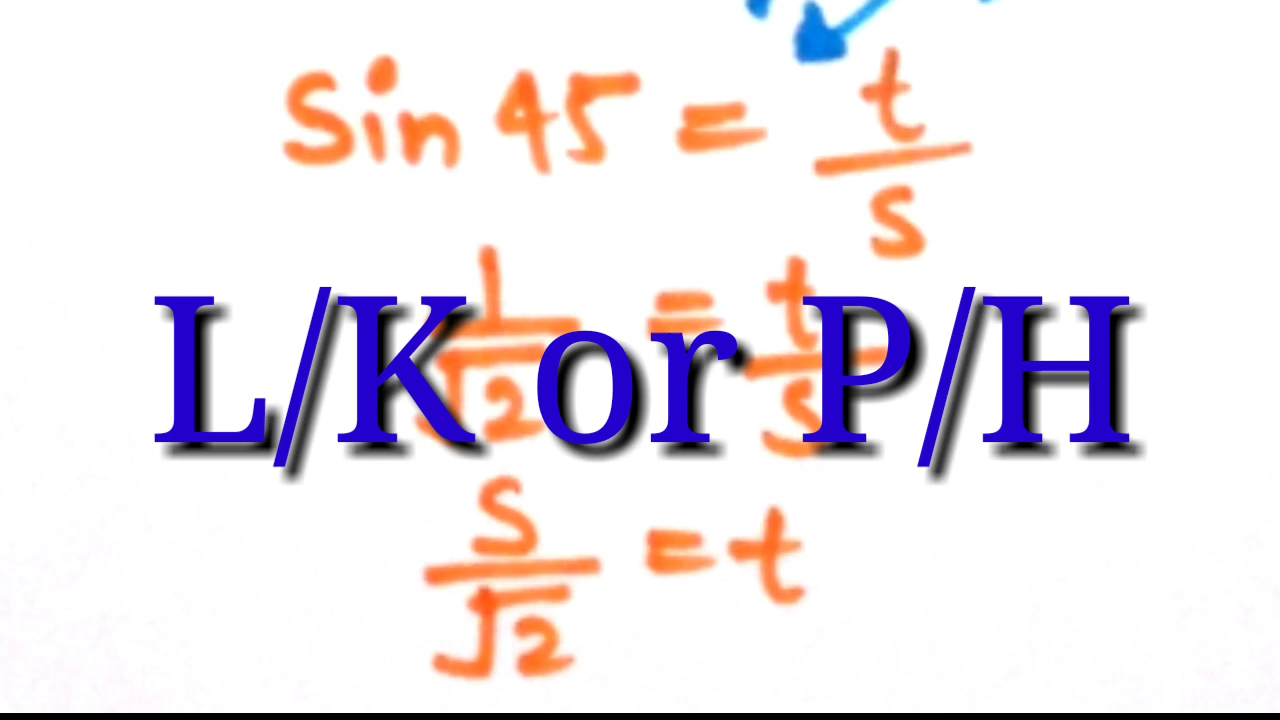 Sin 45 = t/s
1/√2 = t/s
L/K or P/H
s/√2 = t